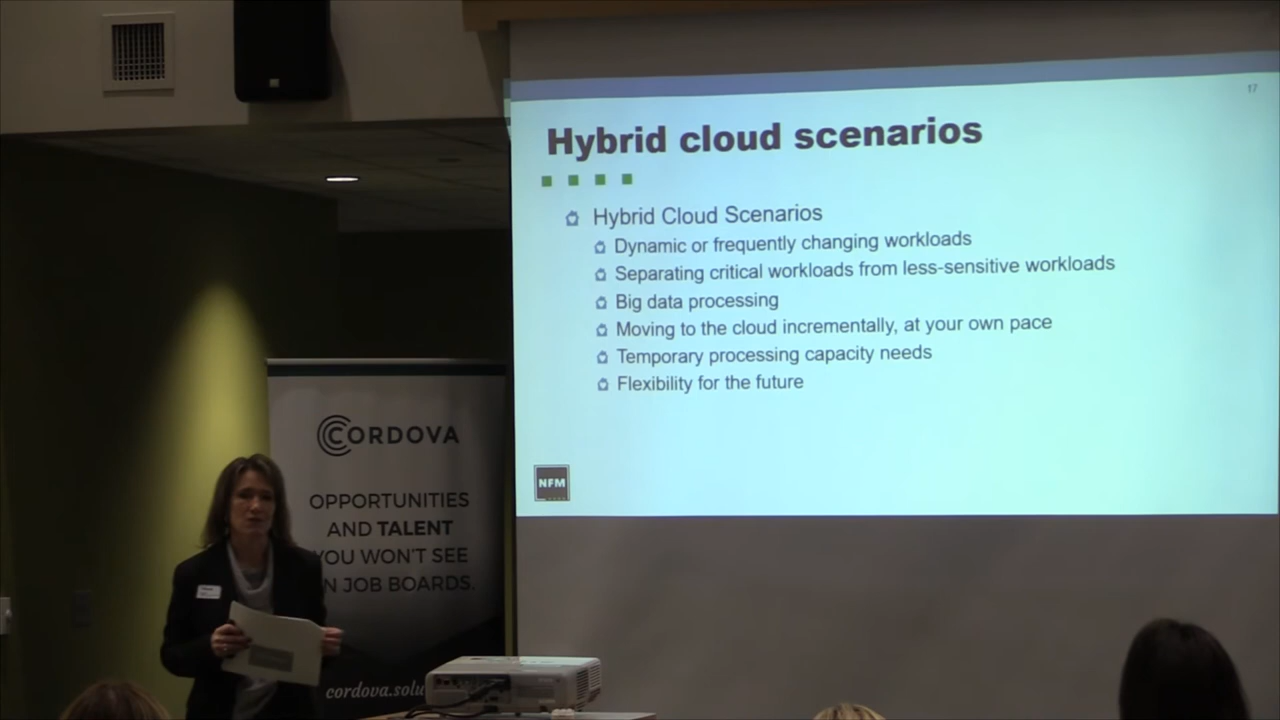 17
Hybrid cloud scenarios
Hybrid Cloud Scenarios
Dynamic or frequently changing workloads
Separating critical workloads from less-sensitive workloads
Big data processing
Moving to the cloud incrementally, at your own pace
Temporary processing capacity needs
Flexibility for the future
NFM
CORDOVA
OPPORTUNITIES
AND TALENT
YOU WON'T SEE
N JOB BOARDS.
cordova.solu